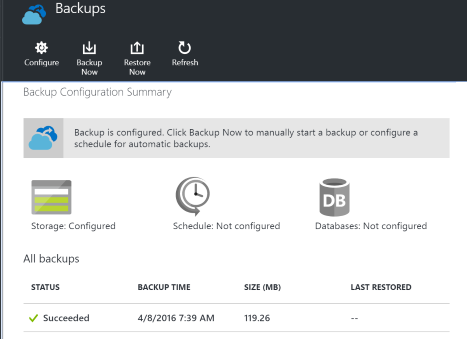 Backups
Configure
Backup
Now
Restore
Now
Refresh
Backup Configuration Summary
Backup is configured. Click Backup Now to manually start a backup or configure a
schedule for automatic backups.
DB
Storage: Configured
Schedule: Not configured
Databases: Not configured
All backups
STATUS BACKUP TIME SIZE (MB) LAST RESTORED
Succeeded 4/8/2016 7:39 AM 119.26 --